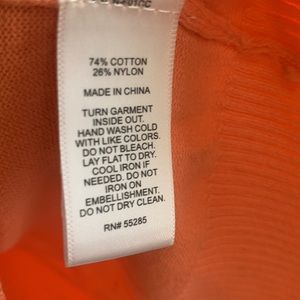 74% COTTON
26% NYLON
MADE IN CHINA
TURN GARMENT
INSIDE OUT.
HAND WASH COLD
WITH LIKE COLORS.
DO NOT BLEACH.
LAY FLAT TO DRY.
COOL IRON IF
NEEDED. DO NOT
IRON ON
EMBELLISHMENT.
DO NOT DRY CLEAN.
RN# 55285